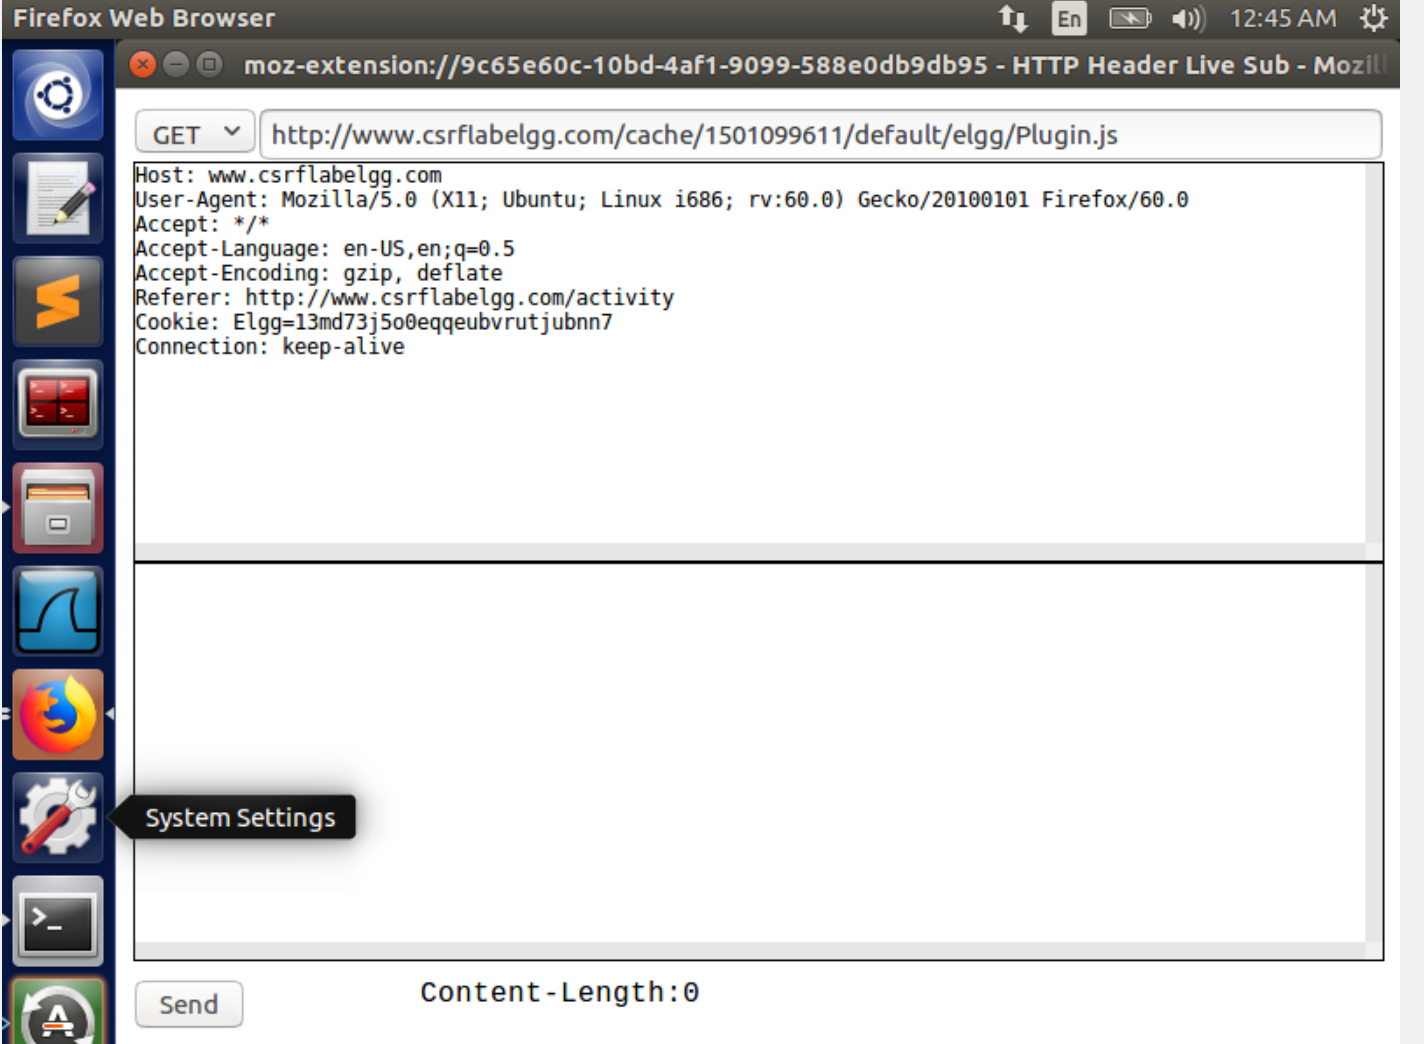 Firefox Web Browser
En
12:45 AM
moz-extension://9c65e60c-10bd-4af1-9099-588e0db9db95 - HTTP Header Live Sub - Mozill
GET
http://www.csrflabelgg.com/cache/1501099611/default/elgg/Plugin.js
Host: www.csrflabelgg.com
User-Agent: Mozilla/5.0 (X11; Ubuntu; Linux i686; rv:60.0) Gecko/20100101 Firefox/60.0
Accept: */*
Accept-Language: en-US,en;q=0.5
Accept-Encoding: gzip, deflate
Referer: http://www.csrflabelgg.com/activity
Cookie: Elgg=13md73j5o0eqqeubvrutjubnn7
Connection: keep-alive
System Settings
Send
Content-Length:0